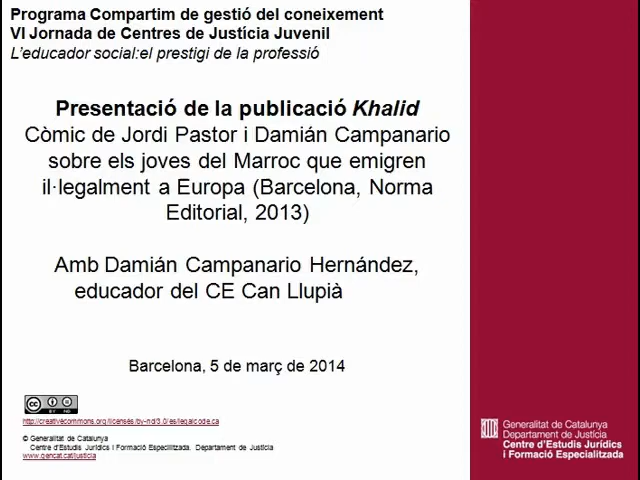 Programa Compartim de gestió del coneixement
VI Jornada de Centres de Justícia Juvenil
L'educador social:el prestigi de la professió
Presentació de la publicació Khalid
Còmic de Jordi Pastor i Damián Campanario
sobre els joves del Marroc que emigren
il·legalment a Europa (Barcelona, Norma
Editorial, 2013)
Amb Damián Campanario Hernández,
educador del CE Can Llupià
Barcelona, 5 de març de 2014
cc BY ND
http://creativecommons.org/licenses/by-nd/3.0/es/legalcode.ca
© Generalitat de Catalunya
Centre d'Estudis Jurídics i Formació Especialitzada. Departament de Justícia
www.gencat.cat/justicia
Generalitat de Catalunya
Departament de Justícia
Centre d'Estudis Jurídics
i Formació Especialitzada